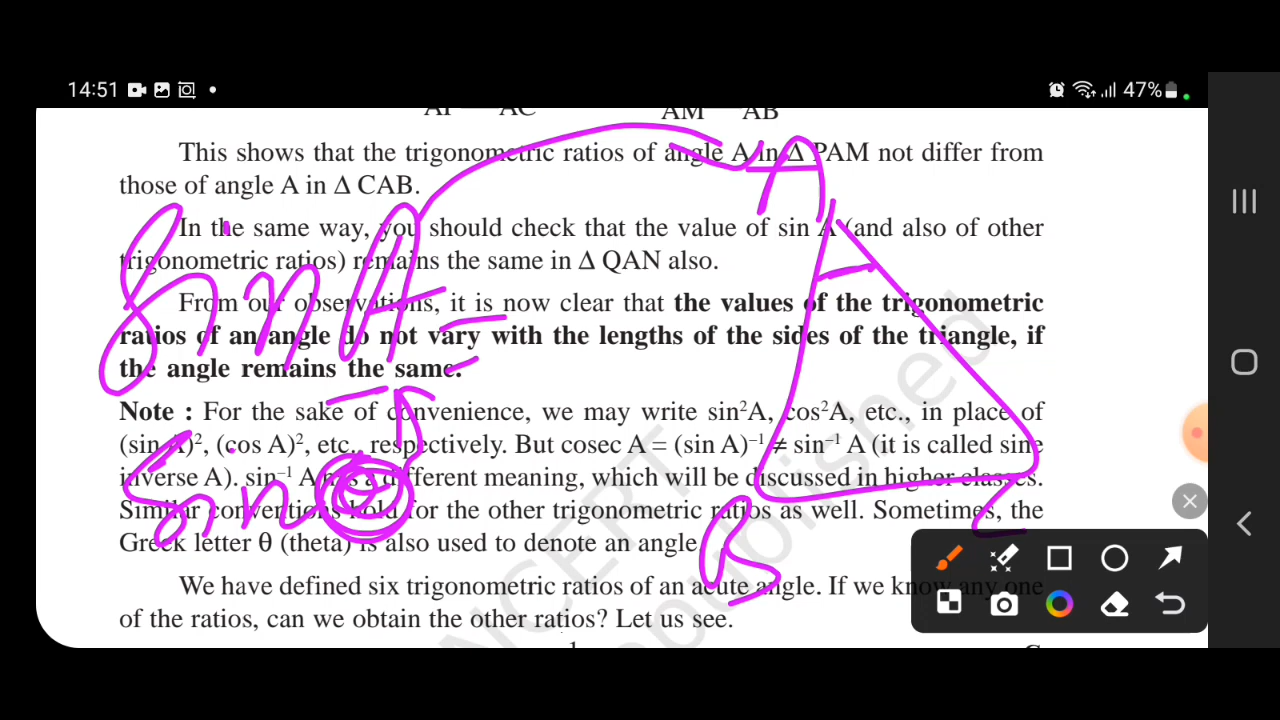 14:51 47%
AP AC AM AB
This shows that the trigonometric ratios of angle A in Δ PAM not differ from
those of angle A in Δ CAB.
In the same way, you should check that the value of sin A (and also of other
trigonometric ratios) remains the same in Δ QAN also.
From our observations, it is now clear that the values of the trigonometric
ratios of an angle do not vary with the lengths of the sides of the triangle, if
the angle remains the same.
Note : For the sake of convenience, we may write sin²A, cos²A, etc., in place of
(sin A)², (cos A)², etc., respectively. But cosec A = (sin A)⁻¹ ≠ sin⁻¹ A (it is called sine
inverse A). sin⁻¹ A has a different meaning, which will be discussed in higher classes.
Similar conventions hold for the other trigonometric ratios as well. Sometimes, the
Greek letter θ (theta) is also used to denote an angle.
We have defined six trigonometric ratios of an acute angle. If we know any one
of the ratios, can we obtain the other ratios? Let us see.
Sin A =
Sin θ
A
B
NCERT